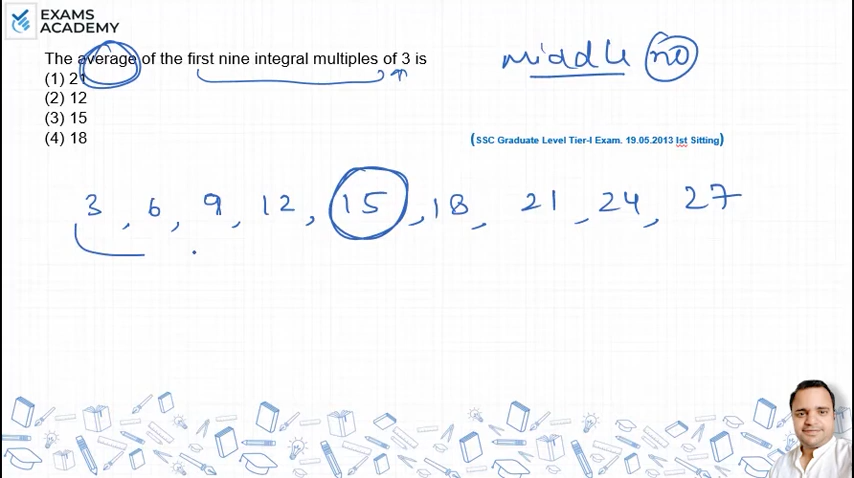 EXAMS
ACADEMY
The average of the first nine integral multiples of 3 is
(1) 21
(2) 12
(3) 15
(4) 18
middle no
(SSC Graduate Level Tier-I Exam. 19.05.2013 Ist Sitting)
3, 6, 9, 12, 15, 18, 21, 24, 27